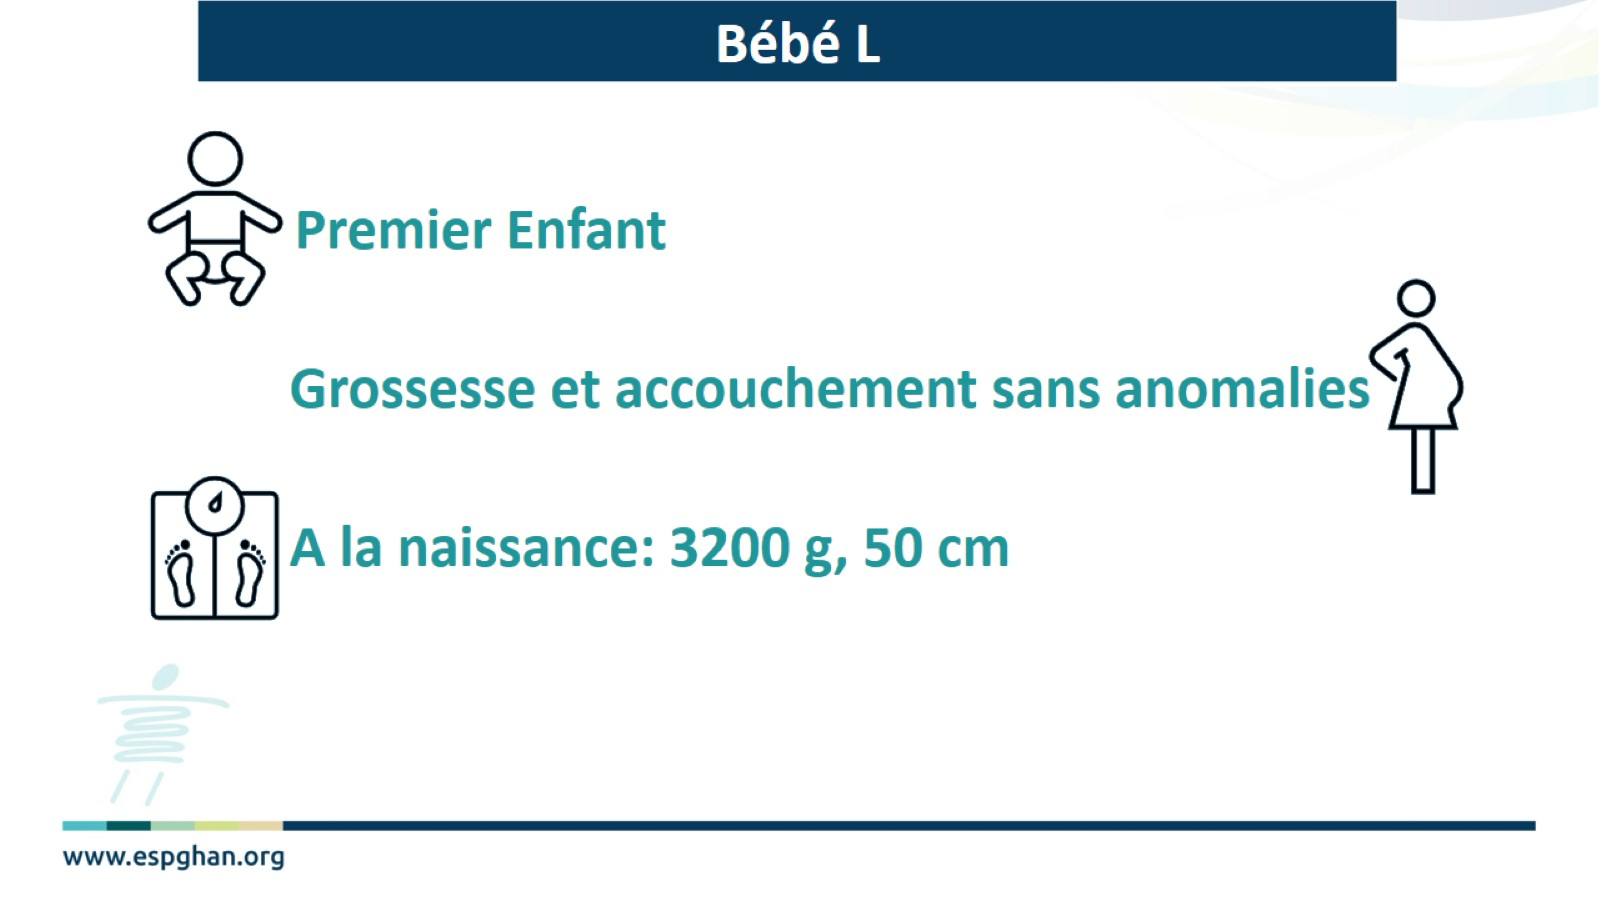 Bébé L
Premier Enfant
Grossesse et accouchement sans anomalies
A la naissance: 3200 g, 50 cm
www.espghan.org